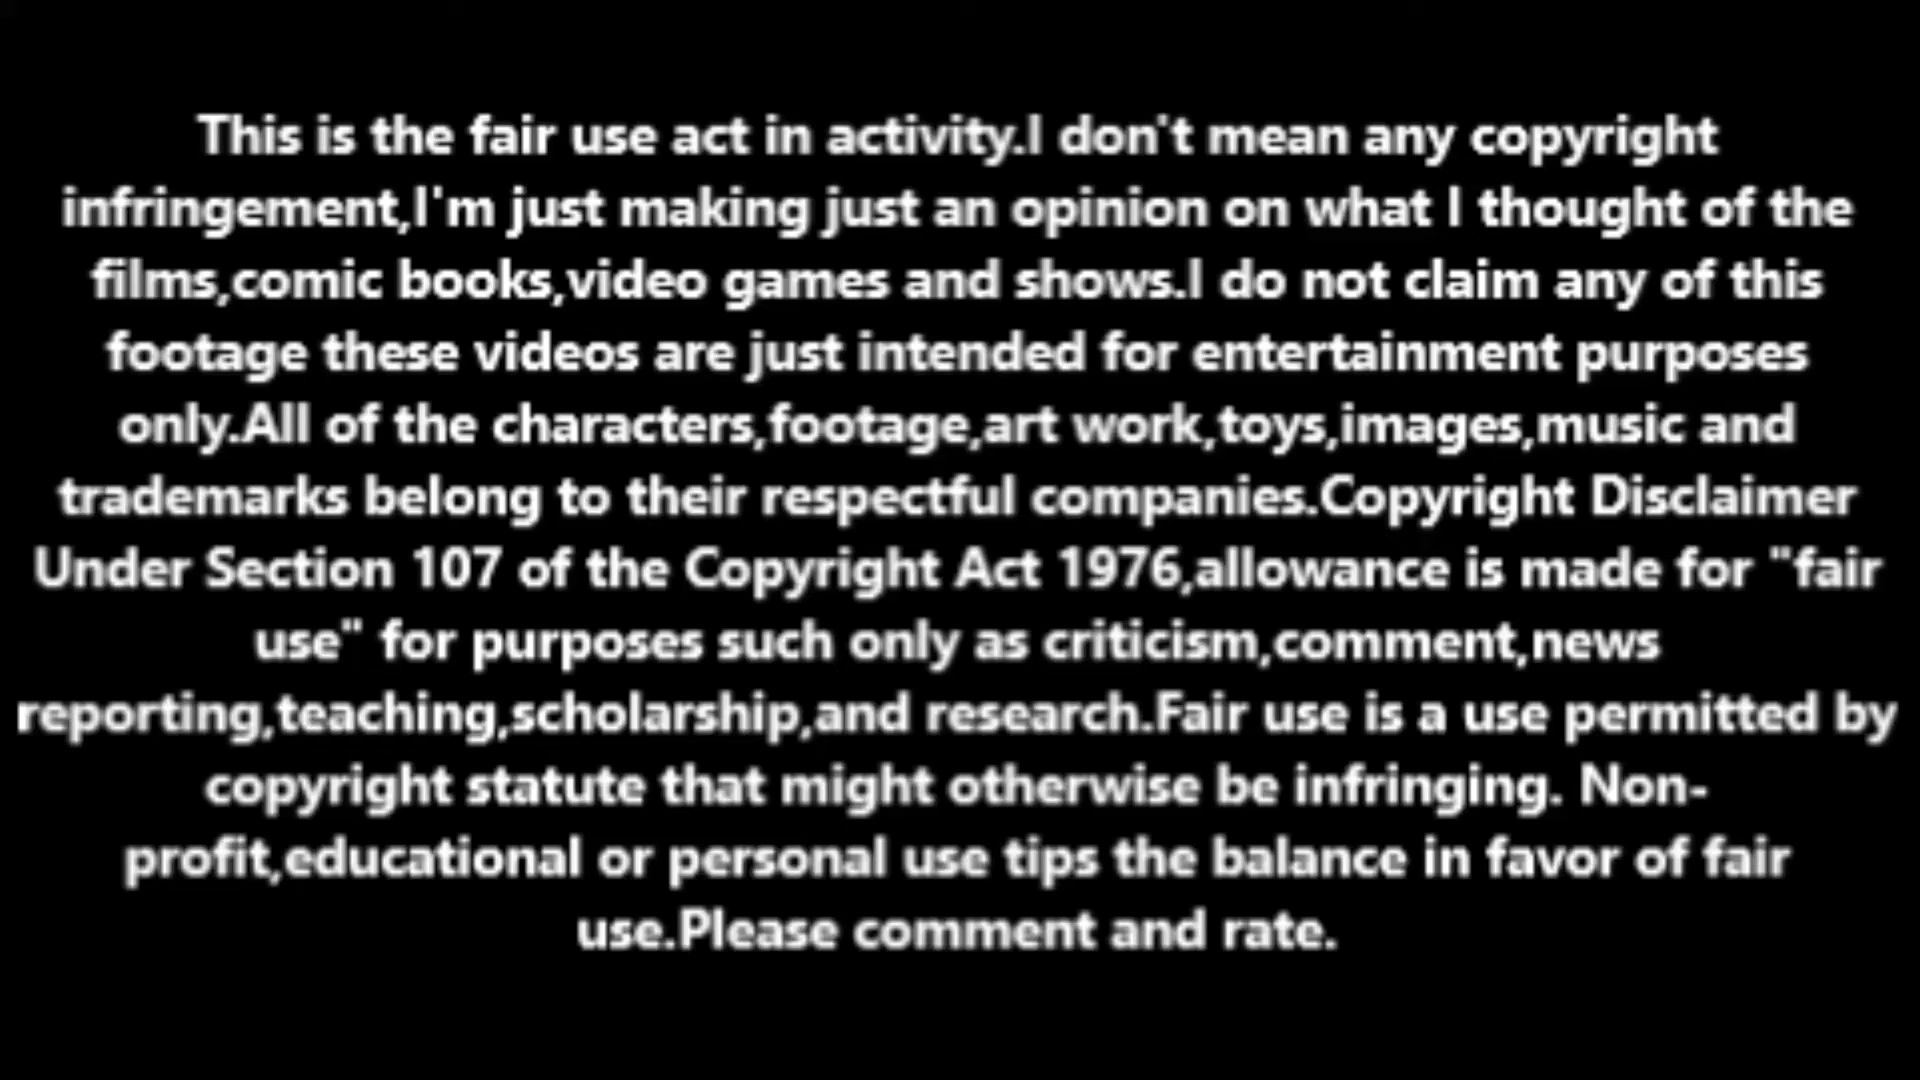 This is the fair use act in activity.I don't mean any copyright
infringement,I'm just making just an opinion on what I thought of the
films,comic books,video games and shows.I do not claim any of this
footage these videos are just intended for entertainment purposes
only.All of the characters,footage,art work,toys,images,music and
trademarks belong to their respectful companies.Copyright Disclaimer
Under Section 107 of the Copyright Act 1976,allowance is made for "fair
use" for purposes such only as criticism,comment,news
reporting,teaching,scholarship,and research.Fair use is a use permitted by
copyright statute that might otherwise be infringing. Non-
profit,educational or personal use tips the balance in favor of fair
use.Please comment and rate.